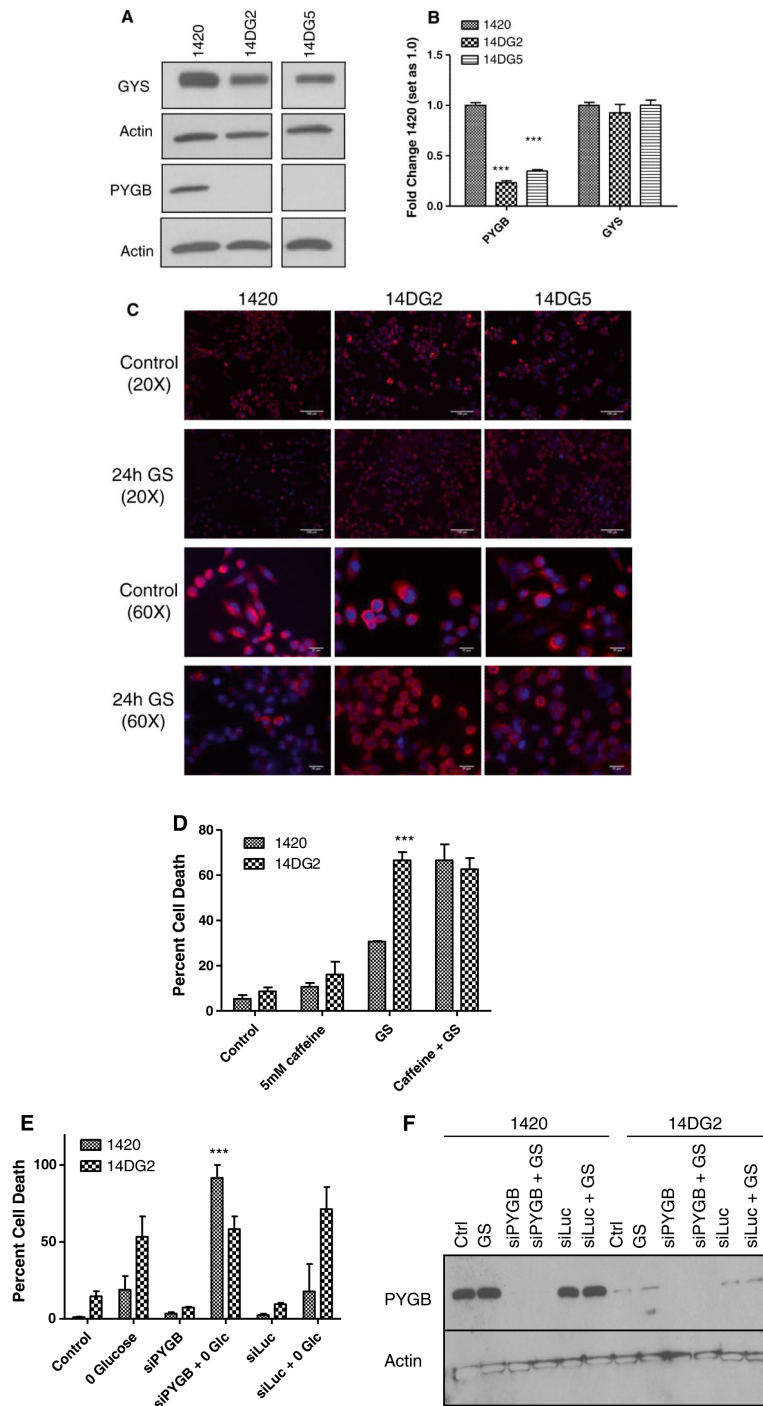 A
1420
14DG2
14DG5
GYS
Actin
PYGB
Actin
B
1420
14DG2
14DG5
Fold Change 1420 (set as 1.0)
1.5
1.0
0.5
0.0
***
***
PYGB
GYS
C
1420
14DG2
14DG5
Control
(20X)
24h GS
(20X)
Control
(60X)
24h GS
(60X)
D
1420
14DG2
Percent Cell Death
80
60
40
20
0
***
Control
5mM caffeine
GS
Caffeine + GS
E
1420
14DG2
Percent Cell Death
100
50
0
***
Control
0 Glucose
siPYGB
siPYGB + 0 Glc
siLuc
siLuc + 0 Glc
F
1420
14DG2
Ctrl
GS
siPYGB
siPYGB + GS
siLuc
siLuc + GS
Ctrl
GS
siPYGB
siPYGB + GS
siLuc
siLuc + GS
PYGB
Actin